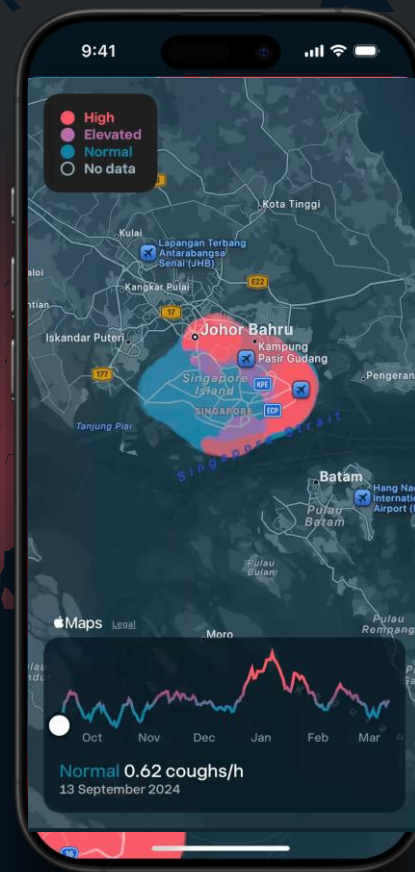 9:41
High
Elevated
Normal
No data
Kota Tinggi
Kulai
Lapangan Terbang
Antarabangsa
Senai (JHB)
E22
Kangkar Pulai
17
Iskandar Puteri
Johor Bahru
Kampung
Pasir Gudang
177
Singapore
Island
KPE
SINGAPORE
ECP
Tanjung Piai
Singapore Strait
Batam
Pulau
Batam
Pulau
Bulan
Maps Legal
Moro
Pulau
Rempang
Oct Nov Dec Jan Feb Mar
Normal 0.62 coughs/h
13 September 2024
16